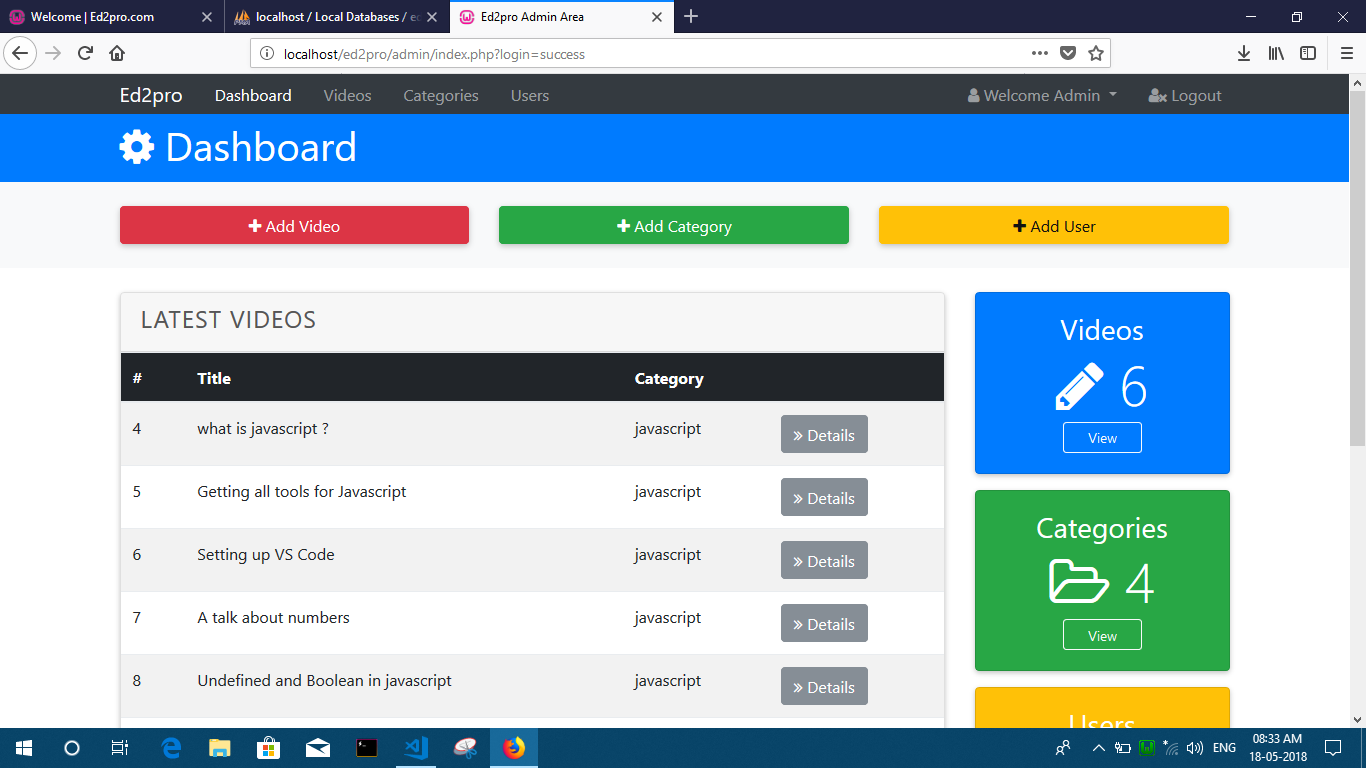 Welcome | Ed2pro.com
localhost / Local Databases / ed
Ed2pro Admin Area
localhost/ed2pro/admin/index.php?login=success
Ed2pro Dashboard Videos Categories Users Welcome Admin Logout
Dashboard
Add Video
Add Category
Add User
LATEST VIDEOS
# Title Category
4 what is javascript ? javascript » Details
5 Getting all tools for Javascript javascript » Details
6 Setting up VS Code javascript » Details
7 A talk about numbers javascript » Details
8 Undefined and Boolean in javascript javascript » Details
Videos
6
View
Categories
4
View
Users
ENG
08:33 AM
18-05-2018